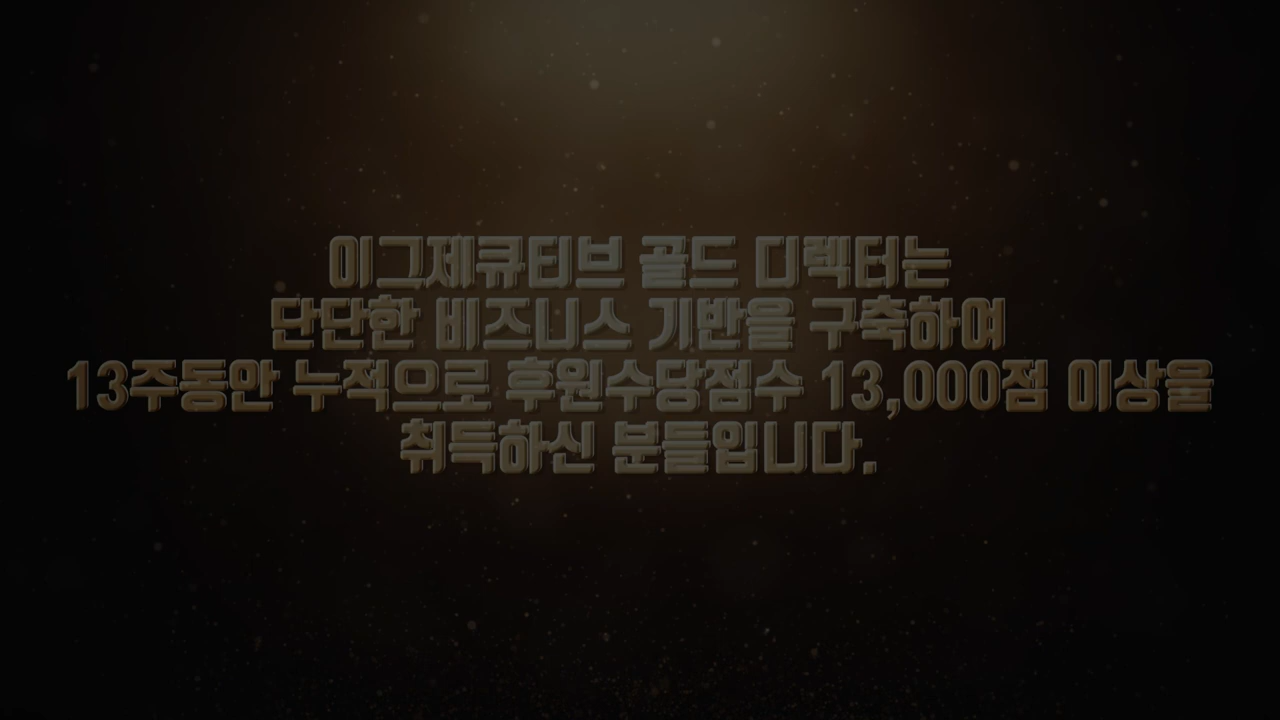 이그제큐티브 골드 디렉터는
단단한 비즈니스 기반을 구축하여
13주동안 누적으로 후원수당점수 13,000점 이상을
취득하신 분들입니다.